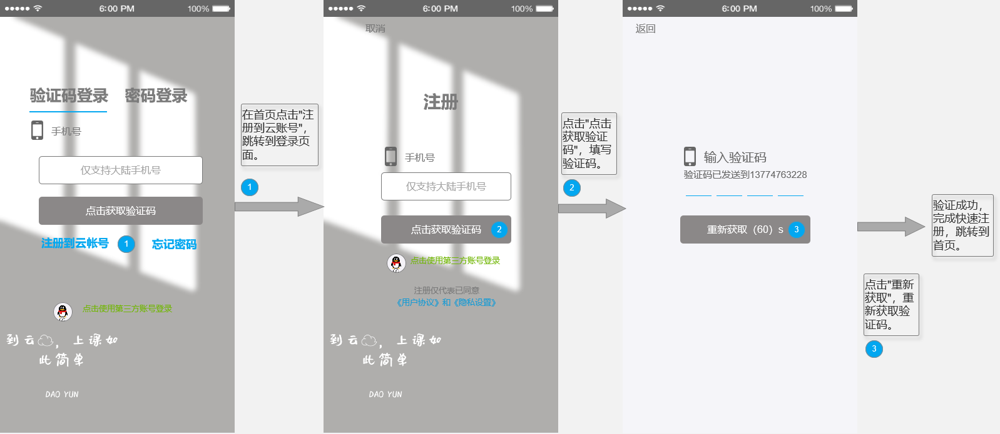 6:00 PM
100%
验证码登录
密码登录
手机号
仅支持大陆手机号
点击获取验证码
注册到云帐号
1
忘记密码
点击使用第三方账号登录
到云，上课如
此简单
DAO YUN
在首页点击"注
册到云账号"，
跳转到登录页
面。
1
6:00 PM
100%
取消
注册
手机号
仅支持大陆手机号
点击获取验证码
2
点击使用第三方账号登录
注册仅代表已同意
《用户协议》和《隐私设置》
到云，上课如
此简单
DAO YUN
点击"点击
获取验证
码"，填写
验证码。
2
6:00 PM
100%
返回
输入验证码
验证码已发送到13774763228
重新获取（60）s
3
点击"重新
获取"，重
新获取验
证码。
3
验证成功，
完成快速注
册，跳转到
首页。